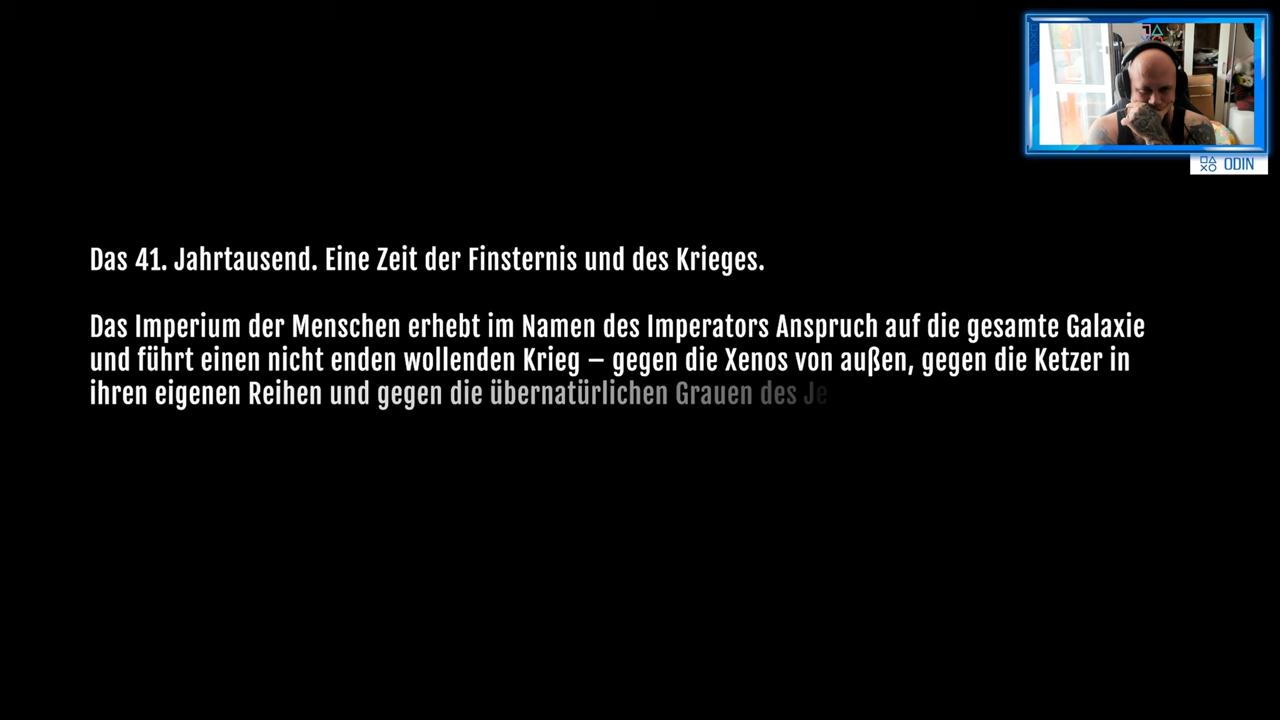 ODIN
Das 41. Jahrtausend. Eine Zeit der Finsternis und des Krieges.
Das Imperium der Menschen erhebt im Namen des Imperators Anspruch auf die gesamte Galaxie
und führt einen nicht enden wollenden Krieg – gegen die Xenos von außen, gegen die Ketzer in
ihren eigenen Reihen und gegen die übernatürlichen Grauen des Je